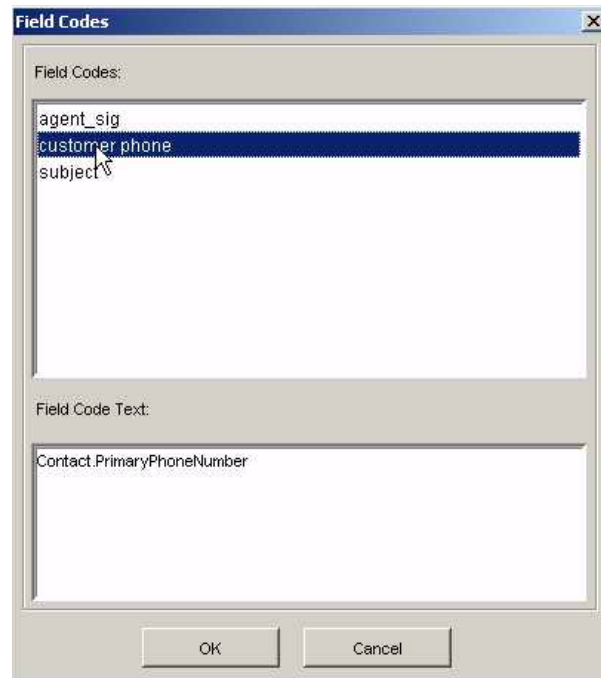 Field Codes
Field Codes:
agent_sig
customer phone
subject
Field Code Text:
Contact.PrimaryPhoneNumber
OK
Cancel